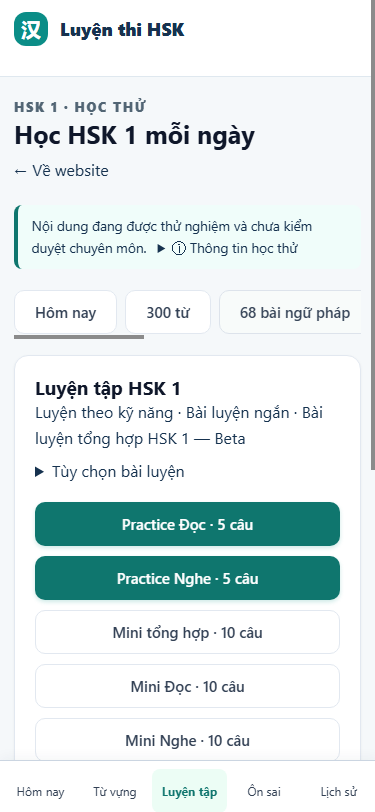 汉 Luyện thi HSK
HSK 1 · HỌC THỬ
Học HSK 1 mỗi ngày
← Về website
Nội dung đang được thử nghiệm và chưa kiểm
duyệt chuyên môn. ▶ ⓘ Thông tin học thử
Hôm nay 300 từ 68 bài ngữ pháp
Luyện tập HSK 1
Luyện theo kỹ năng · Bài luyện ngắn · Bài
luyện tổng hợp HSK 1 — Beta
▶ Tùy chọn bài luyện
Practice Đọc · 5 câu
Practice Nghe · 5 câu
Mini tổng hợp · 10 câu
Mini Đọc · 10 câu
Mini Nghe · 10 câu
Hôm nay Từ vựng Luyện tập Ôn sai Lịch sử